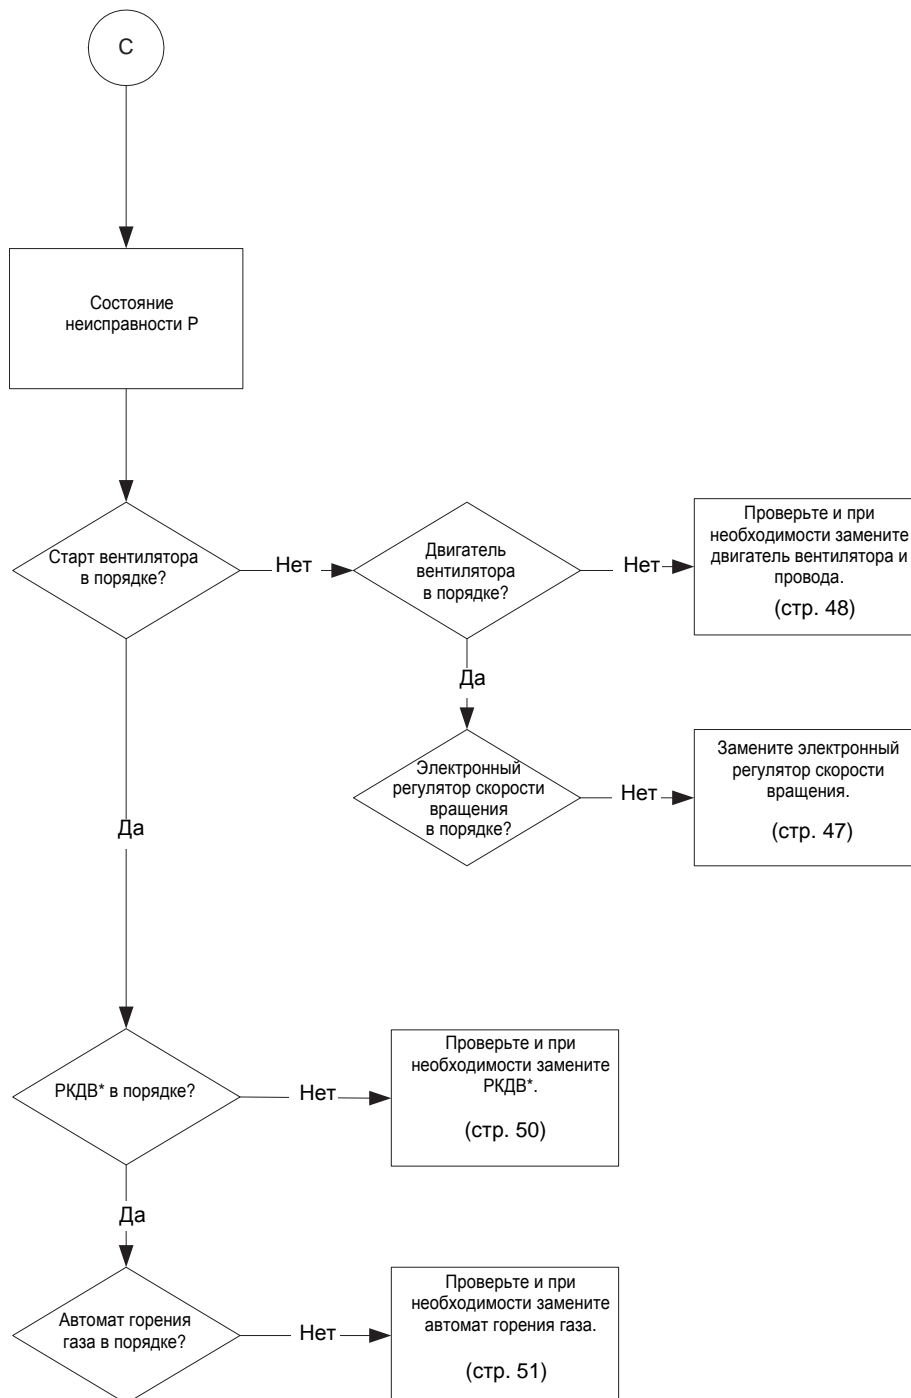 C
Состояние
неисправности P
Старт вентилятора
в порядке?
Нет
Двигатель
вентилятора
в порядке?
Нет
Проверьте и при
необходимости замените
двигатель вентилятора и
провода.
(стр. 48)
Да
Электронный
регулятор скорости
вращения
в порядке?
Нет
Замените электронный
регулятор скорости
вращения.
(стр. 47)
Да
РКДВ* в порядке?
Нет
Проверьте и при
необходимости замените
РКДВ*.
(стр. 50)
Да
Автомат горения
газа в порядке?
Нет
Проверьте и при
необходимости замените
автомат горения газа.
(стр. 51)